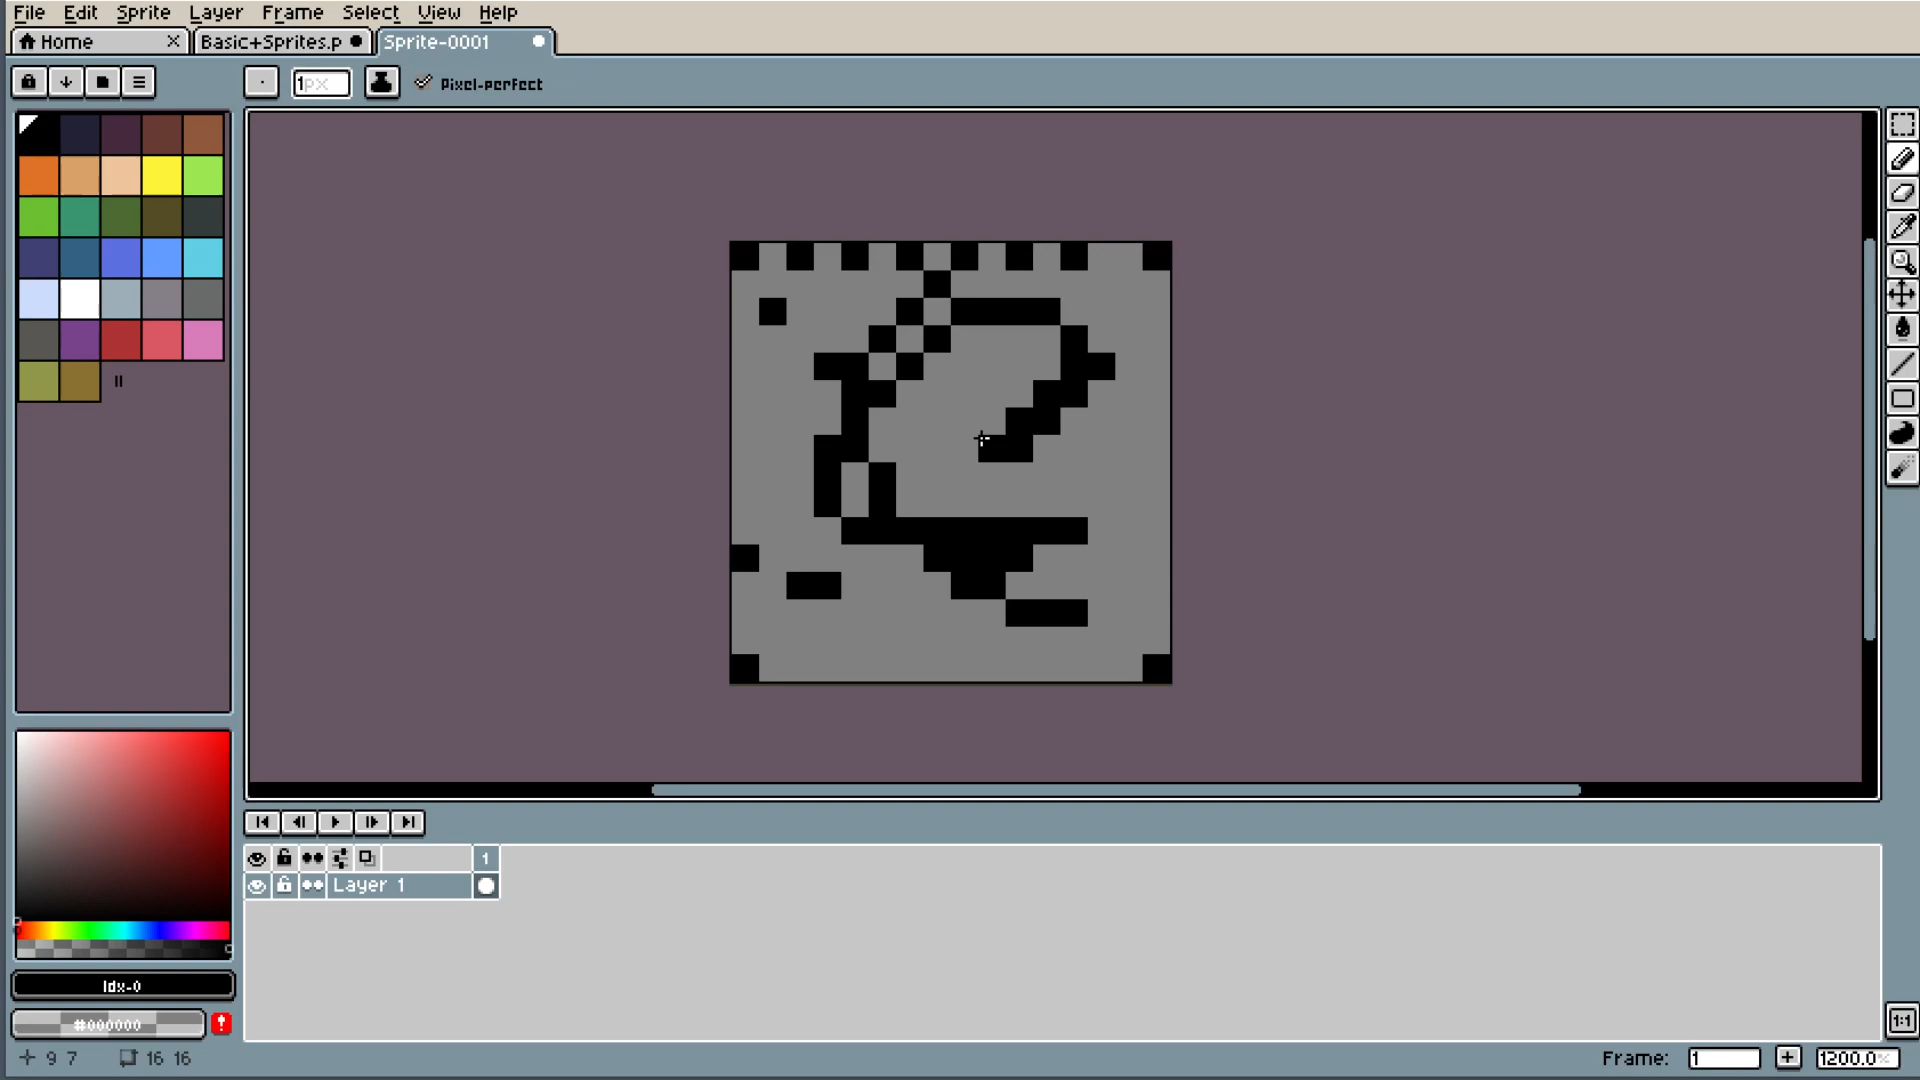 File Edit Sprite Layer Frame Select View Help
Home Basic+Sprites.p Sprite-0001
1px Pixel-perfect
1
Layer 1
Idx-0
#000000
1:1
9 7 16 16 Frame: 1 1200.0%